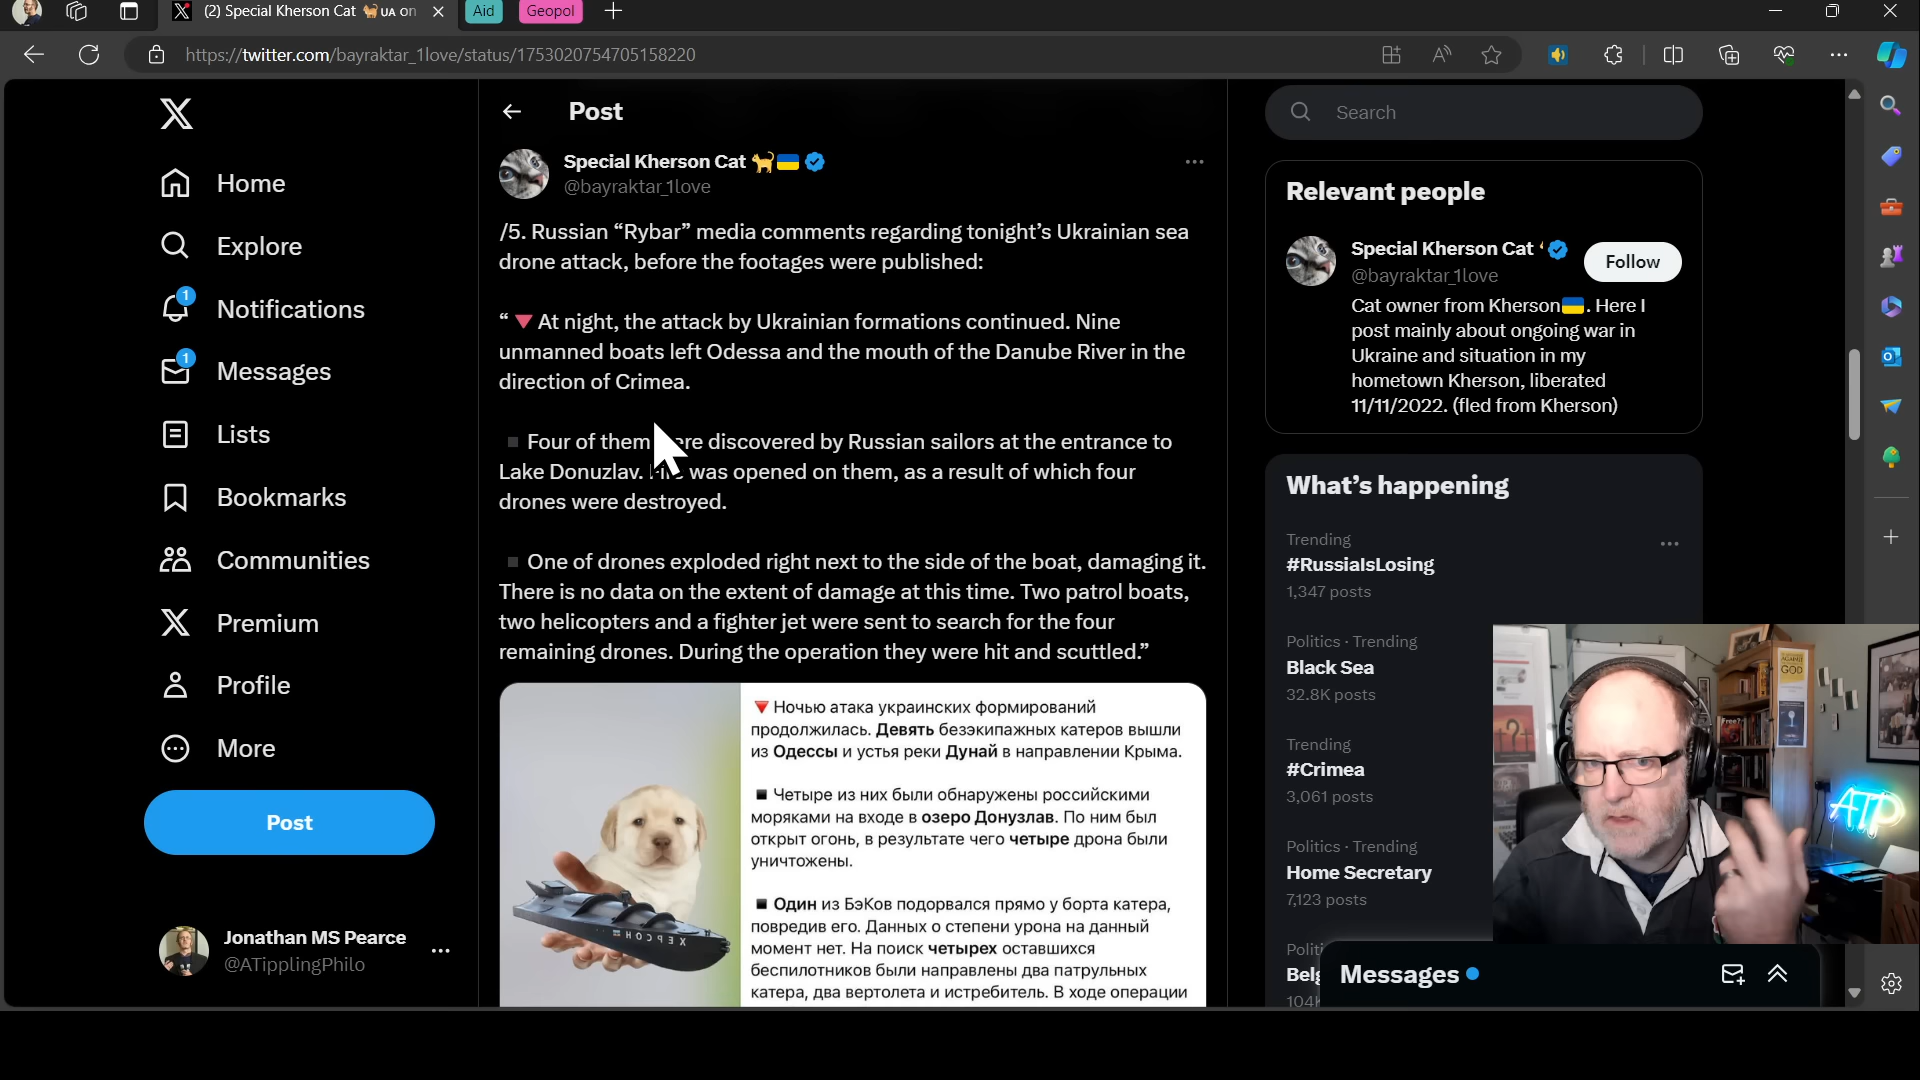 (2) Special Kherson Cat 🐈UA on
Aid
Geopol
https://twitter.com/bayraktar_1love/status/1753020754705158220
Home
Explore
1
Notifications
1
Messages
Lists
Bookmarks
Communities
Premium
Profile
More
Post
Jonathan MS Pearce
@ATipplingPhilo
Post
Special Kherson Cat 🐈🇺🇦
@bayraktar_1love
/5. Russian “Rybar” media comments regarding tonight’s Ukrainian sea
drone attack, before the footages were published:
“ 🔻At night, the attack by Ukrainian formations continued. Nine
unmanned boats left Odessa and the mouth of the Danube River in the
direction of Crimea.
◾️Four of them were discovered by Russian sailors at the entrance to
Lake Donuzlav. Fire was opened on them, as a result of which four
drones were destroyed.
◾️One of drones exploded right next to the side of the boat, damaging it.
There is no data on the extent of damage at this time. Two patrol boats,
two helicopters and a fighter jet were sent to search for the four
remaining drones. During the operation they were hit and scuttled.”
🔻Ночью атака украинских формирований
продолжилась. Девять безэкипажных катеров вышли
из Одессы и устья реки Дунай в направлении Крыма.
◾️Четыре из них были обнаружены российскими
моряками на входе в озеро Донузлав. По ним был
открыт огонь, в результате чего четыре дрона были
уничтожены.
◾️Один из БэКов подорвался прямо у борта катера,
повредив его. Данных о степени урона на данный
момент нет. На поиск четырех оставшихся
беспилотников были направлены два патрульных
катера, два вертолета и истребитель. В ходе операции
ХЕРСОН
Search
Relevant people
Special Kherson Cat
@bayraktar_1love
Follow
Cat owner from Kherson🇺🇦. Here I
post mainly about ongoing war in
Ukraine and situation in my
hometown Kherson, liberated
11/11/2022. (fled from Kherson)
What’s happening
Trending
#RussiaIsLosing
1,347 posts
Politics · Trending
Black Sea
32.8K posts
Trending
#Crimea
3,061 posts
Politics · Trending
Home Secretary
7,123 posts
Messages
AGAINST
GOD
ATP